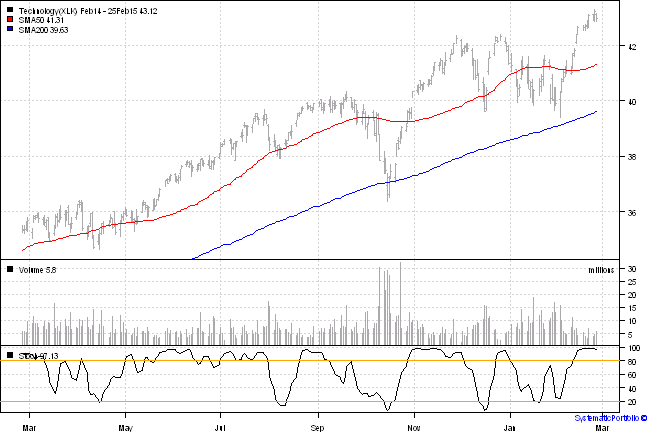 Technology(XLK) Feb14 - 25Feb15 43.12
SMA50 41.31
SMA200 39.63
42
40
38
36
Volume 5.8
millions
30
25
20
15
10
5
97.13
100
80
60
40
20
SystematicPortfolio ©
Mar May Jul Sep Nov Jan Mar